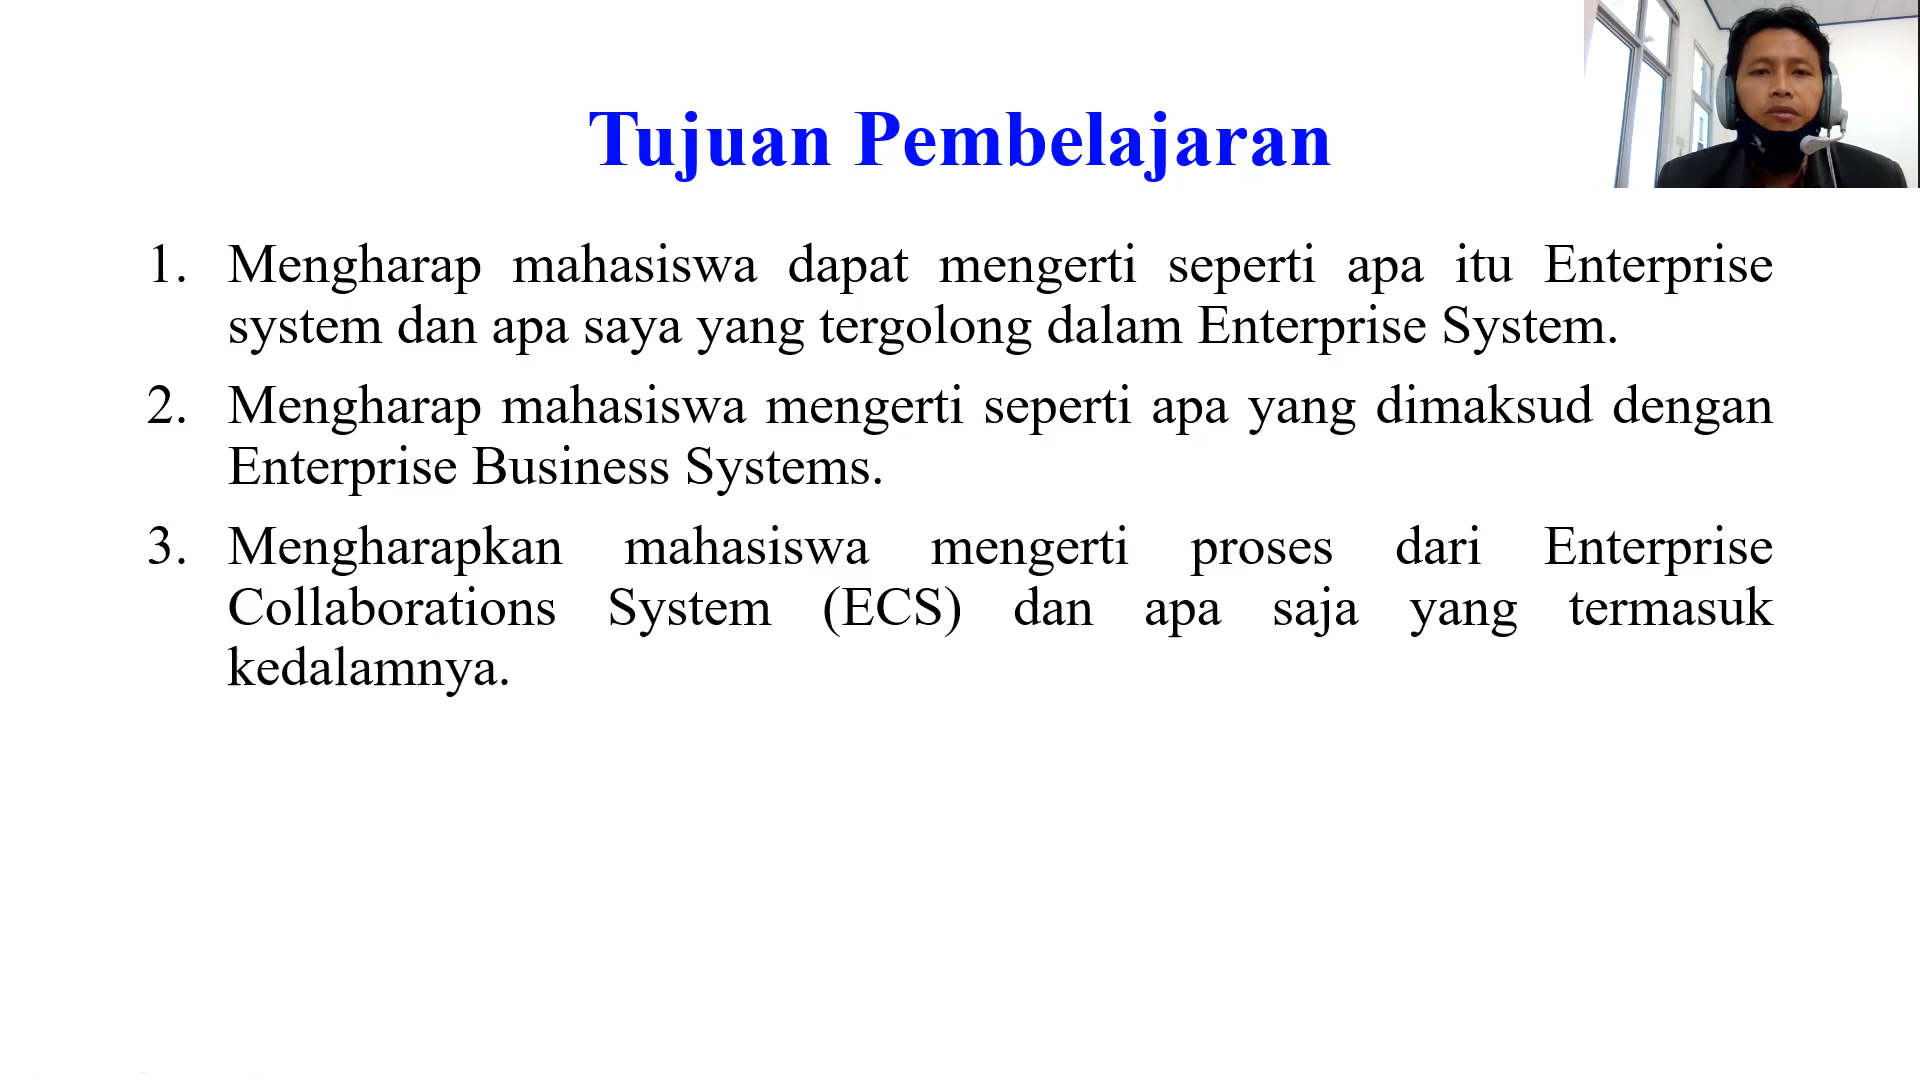 Tujuan Pembelajaran
1. Mengharap mahasiswa dapat mengerti seperti apa itu Enterprise
system dan apa saya yang tergolong dalam Enterprise System.
2. Mengharap mahasiswa mengerti seperti apa yang dimaksud dengan
Enterprise Business Systems.
3. Mengharapkan mahasiswa mengerti proses dari Enterprise
Collaborations System (ECS) dan apa saja yang termasuk
kedalamnya.